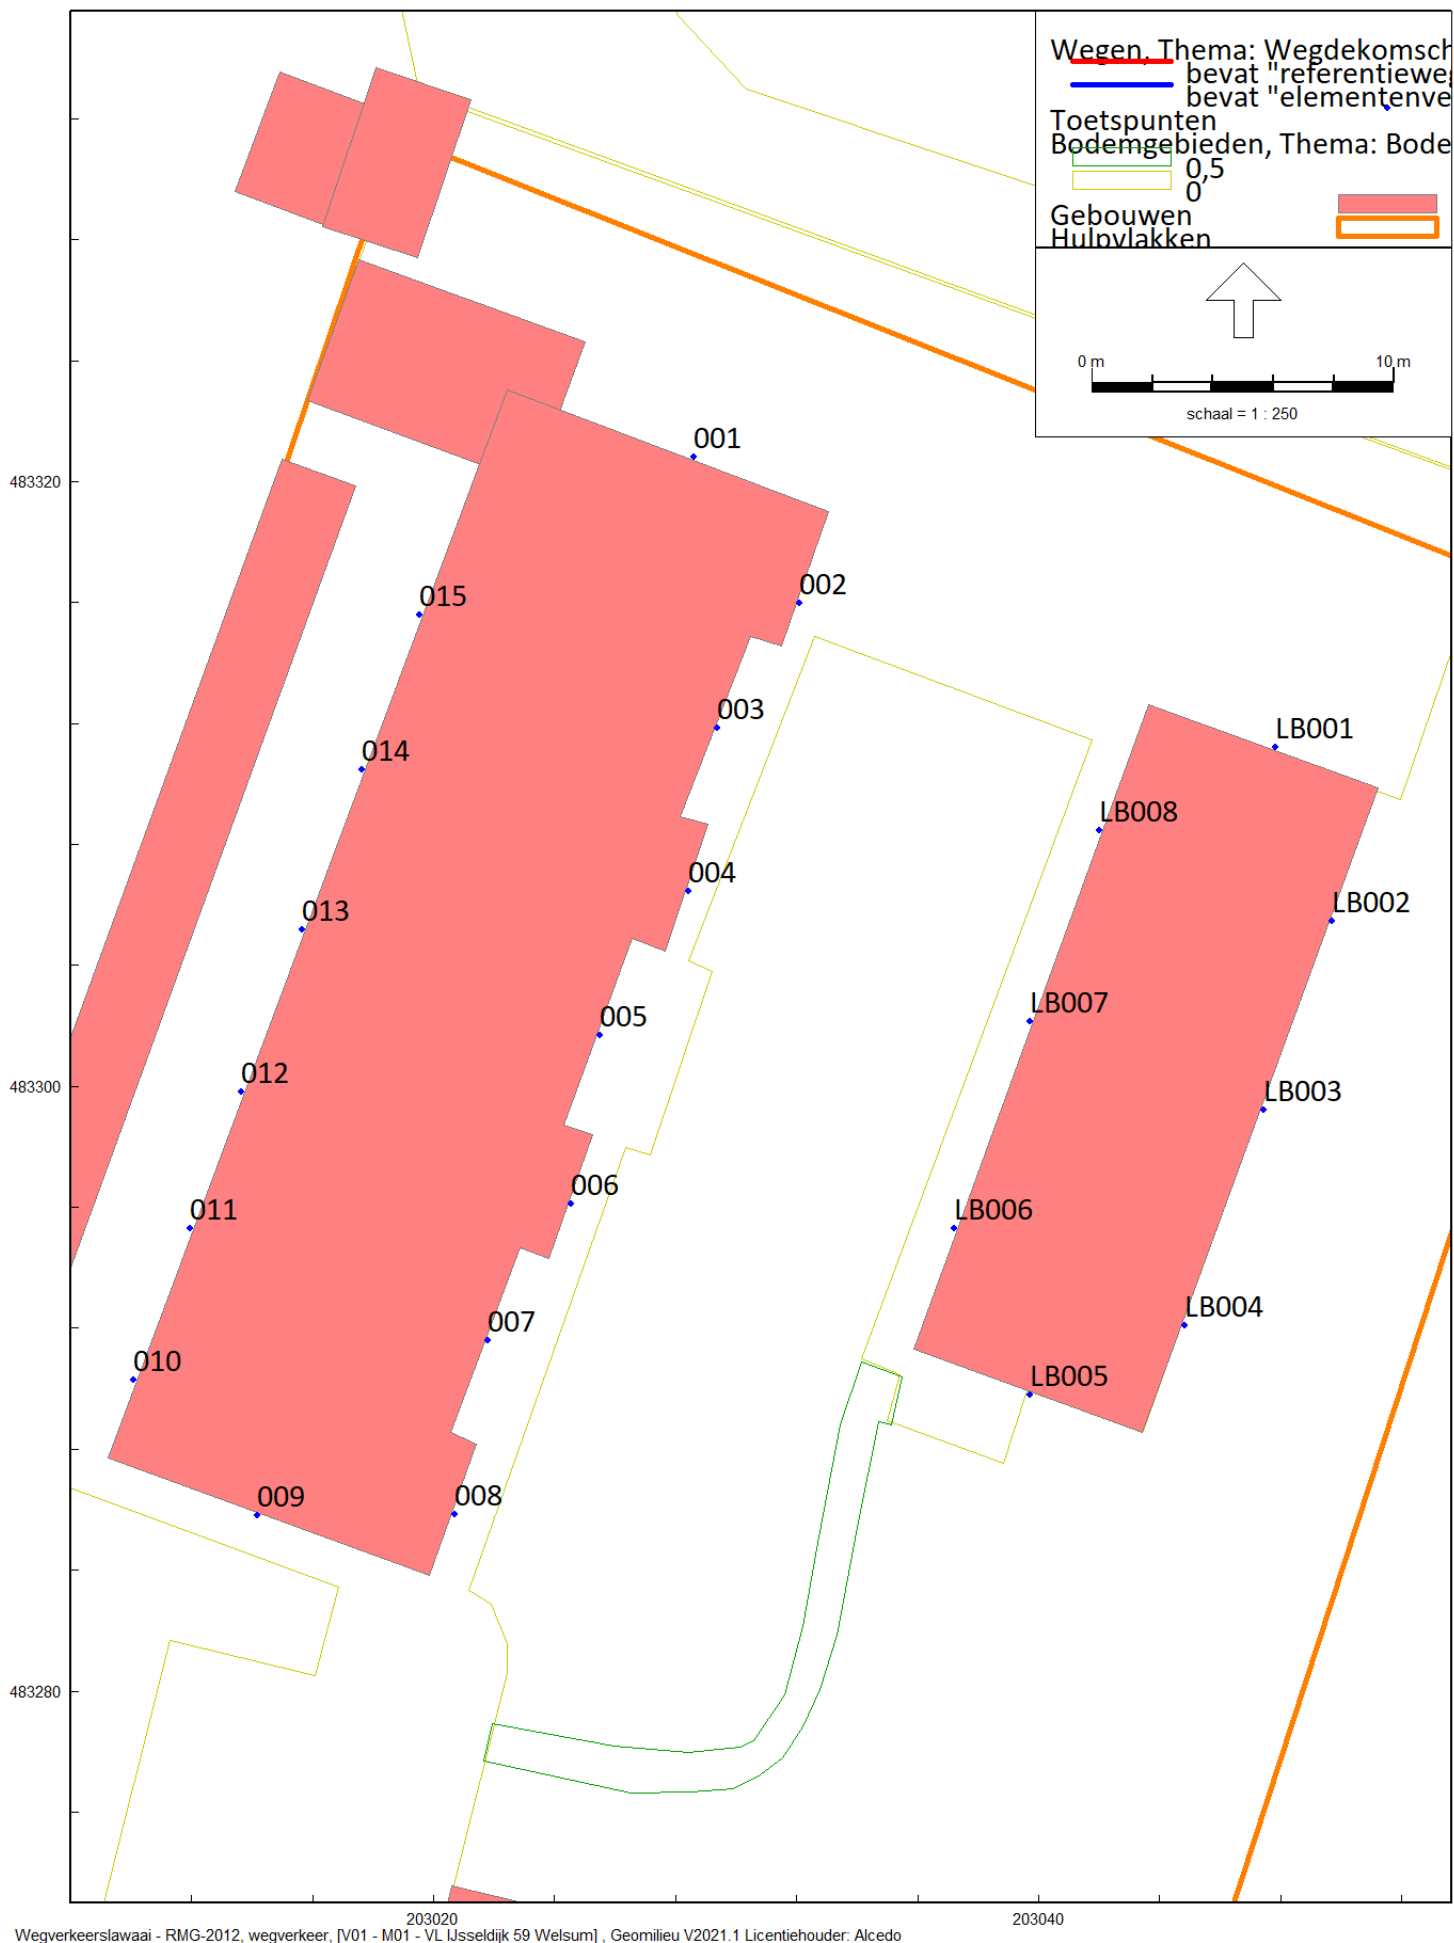 Wegen, Thema: Wegdekomsch
bevat "referentieweg
bevat "elementenve
Toetspunten
Bodemgebieden, Thema: Bode
0,5
0
Gebouwen
Hulpvlakken
0 m
10 m
schaal = 1 : 250
001
483320
002
015
003
LB001
014
LB008
004
LB002
013
LB007
005
483300
012
LB003
006
011
LB006
LB004
007
010
LB005
009
008
483280
203020
203040
Wegverkeerslawaai - RMG-2012, wegverkeer, [V01 - M01 - VL IJsseldijk 59 Welsum] , Geomilieu V2021.1 Licentiehouder: Alcedo